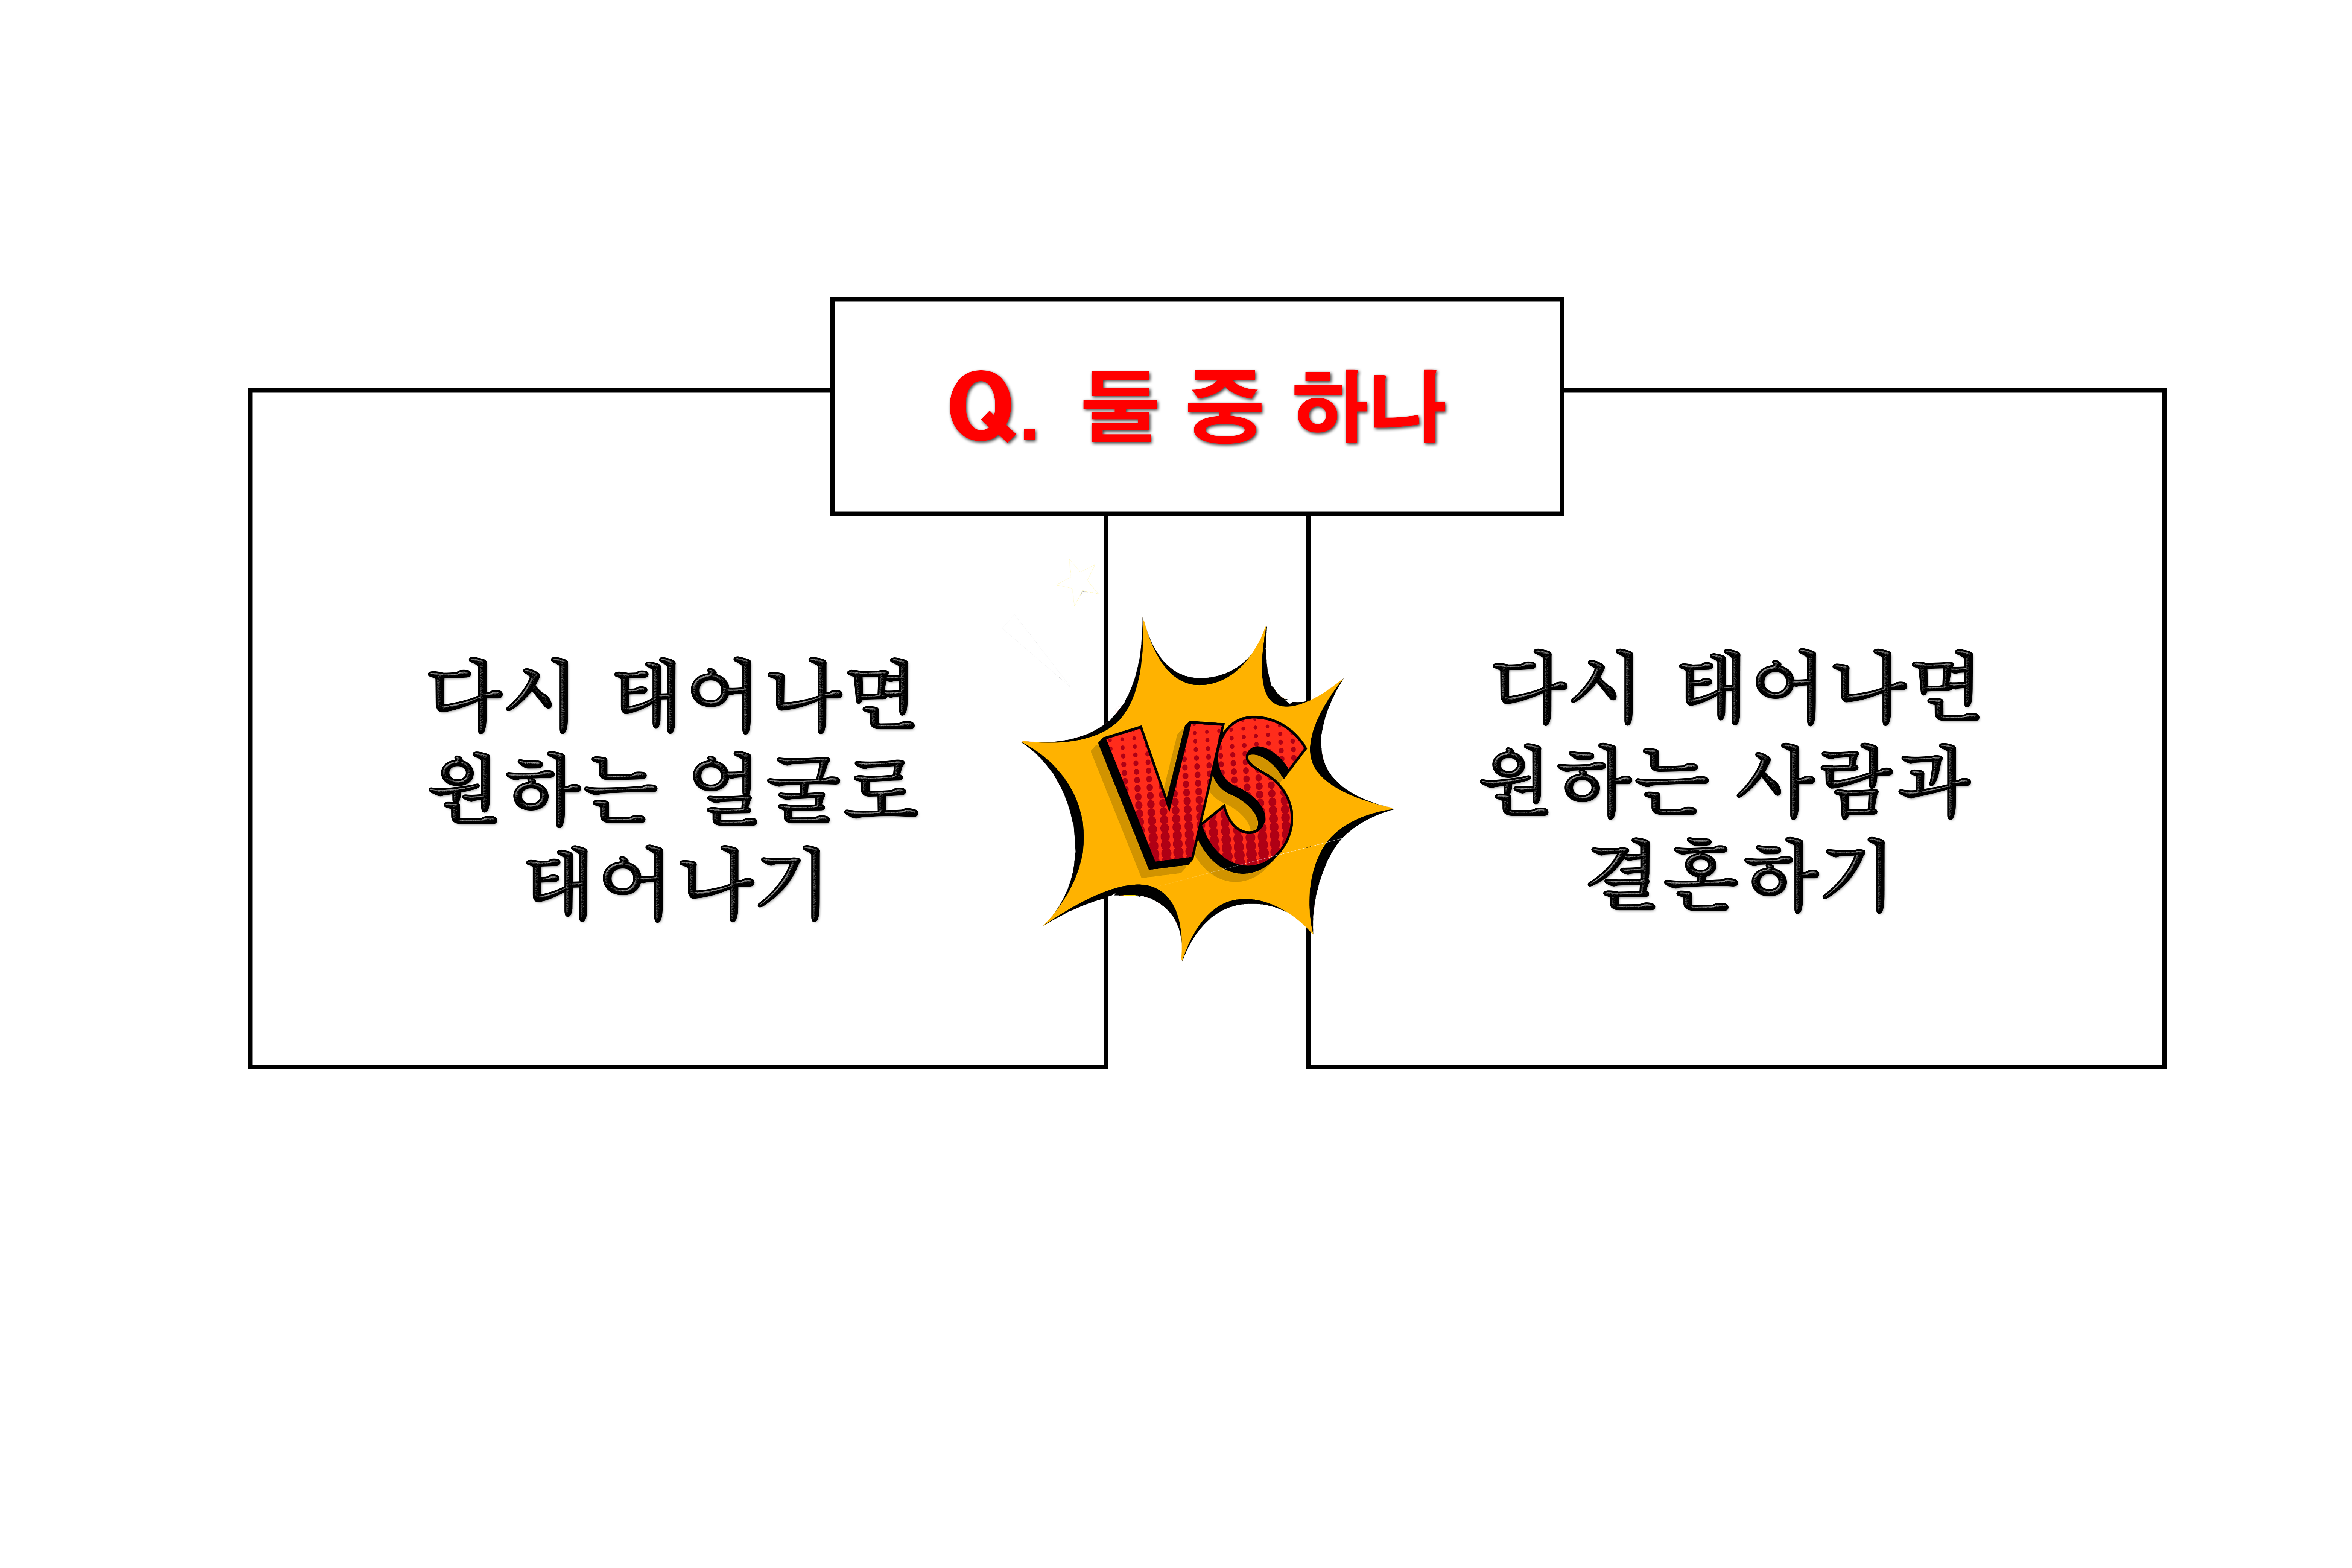 Q. 둘 중 하나
다시 태어나면
원하는 얼굴로
태어나기
VS
다시 태어나면
원하는 사람과
결혼하기